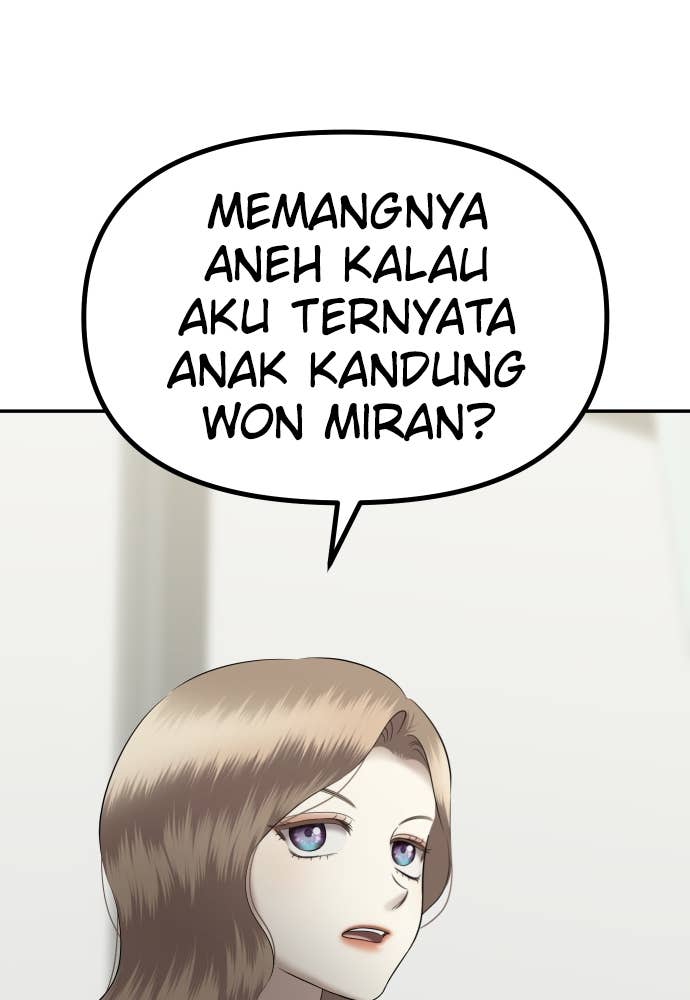 MEMANGNYA
ANEH KALAU
AKU TERNYATA
ANAK KANDUNG
WON MIRAN?